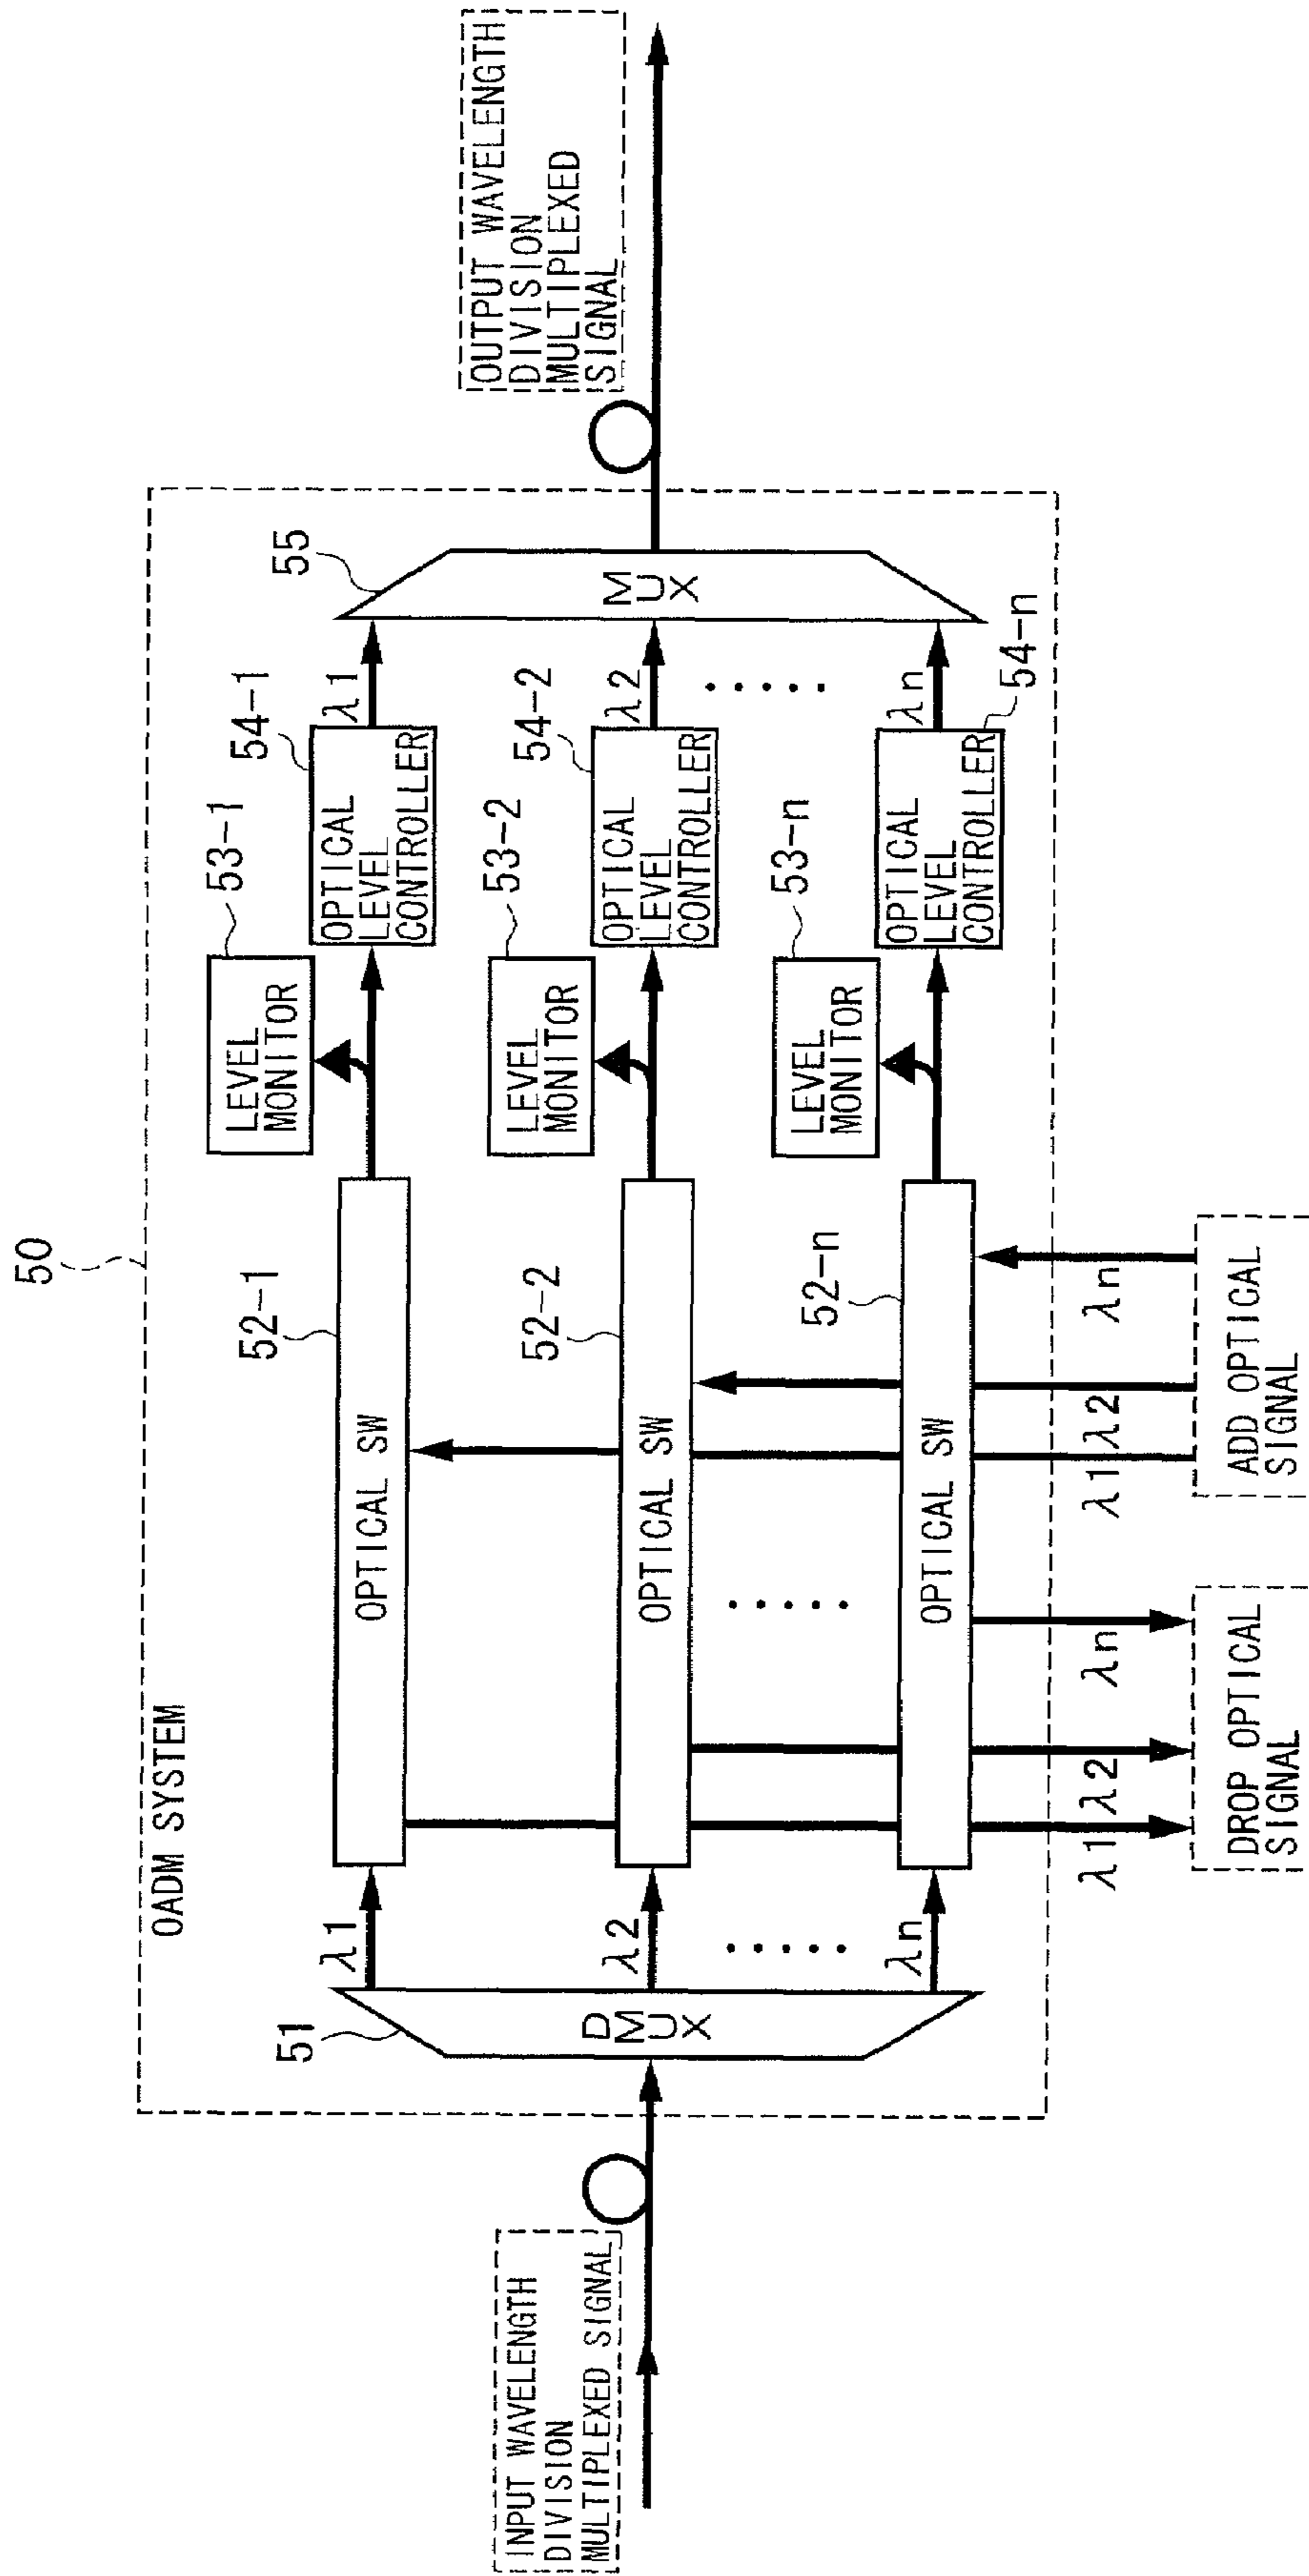 50
OADM SYSTEM
INPUT WAVELENGTH
DIVISION
MULTIPLEXED SIGNAL
51
DMUX
λ1
λ2
.....
λn
52-1
OPTICAL SW
52-2
OPTICAL SW
.....
52-n
OPTICAL SW
λ1
λ2
λn
DROP OPTICAL
SIGNAL
λ1
λ2
λn
ADD OPTICAL
SIGNAL
53-1
LEVEL
MONITOR
53-2
LEVEL
MONITOR
53-n
LEVEL
MONITOR
54-1
OPTICAL
LEVEL
CONTROLLER
54-2
OPTICAL
LEVEL
CONTROLLER
54-n
OPTICAL
LEVEL
CONTROLLER
λ1
λ2
.....
λn
55
MUX
OUTPUT WAVELENGTH
DIVISION
MULTIPLEXED
SIGNAL